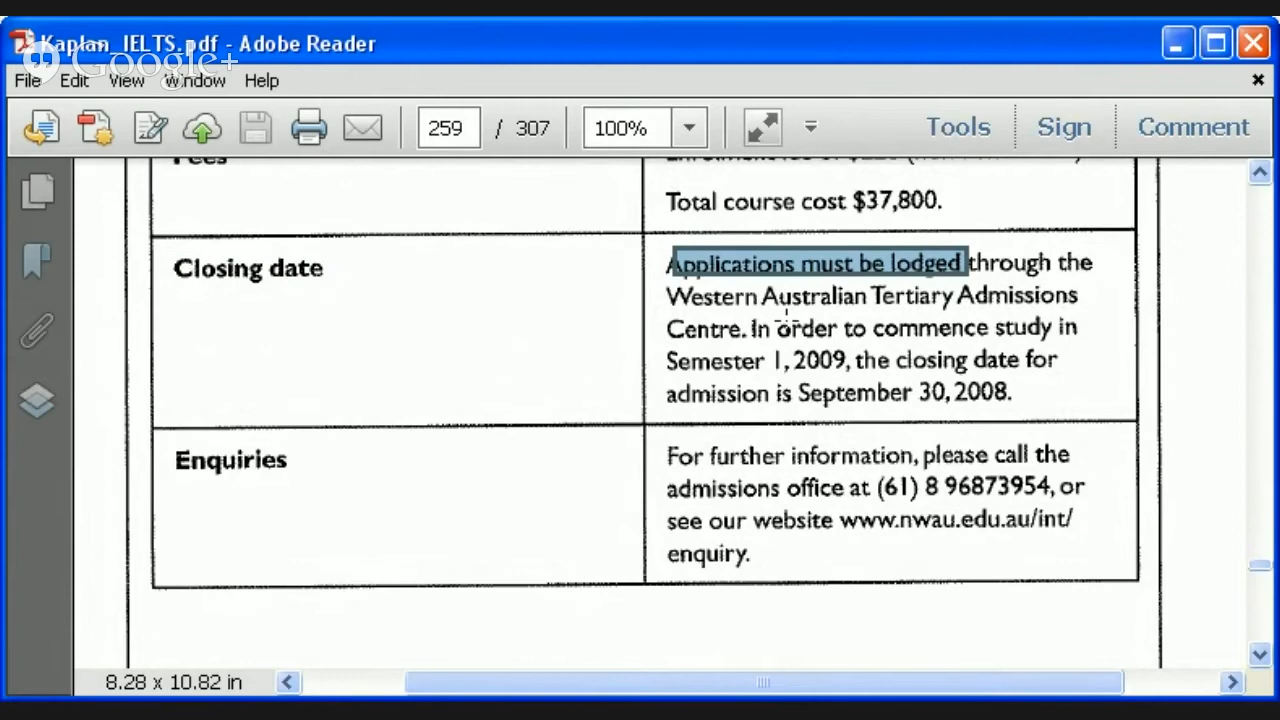 Kaplan_IELTS.pdf - Adobe Reader
Google+
File Edit View Window Help
259 / 307 100% Tools Sign Comment
Fees
Total course cost $37,800.
Closing date
Applications must be lodged through the
Western Australian Tertiary Admissions
Centre. In order to commence study in
Semester 1, 2009, the closing date for
admission is September 30, 2008.
Enquiries
For further information, please call the
admissions office at (61) 8 96873954, or
see our website www.nwau.edu.au/int/
enquiry.
8.28 x 10.82 in